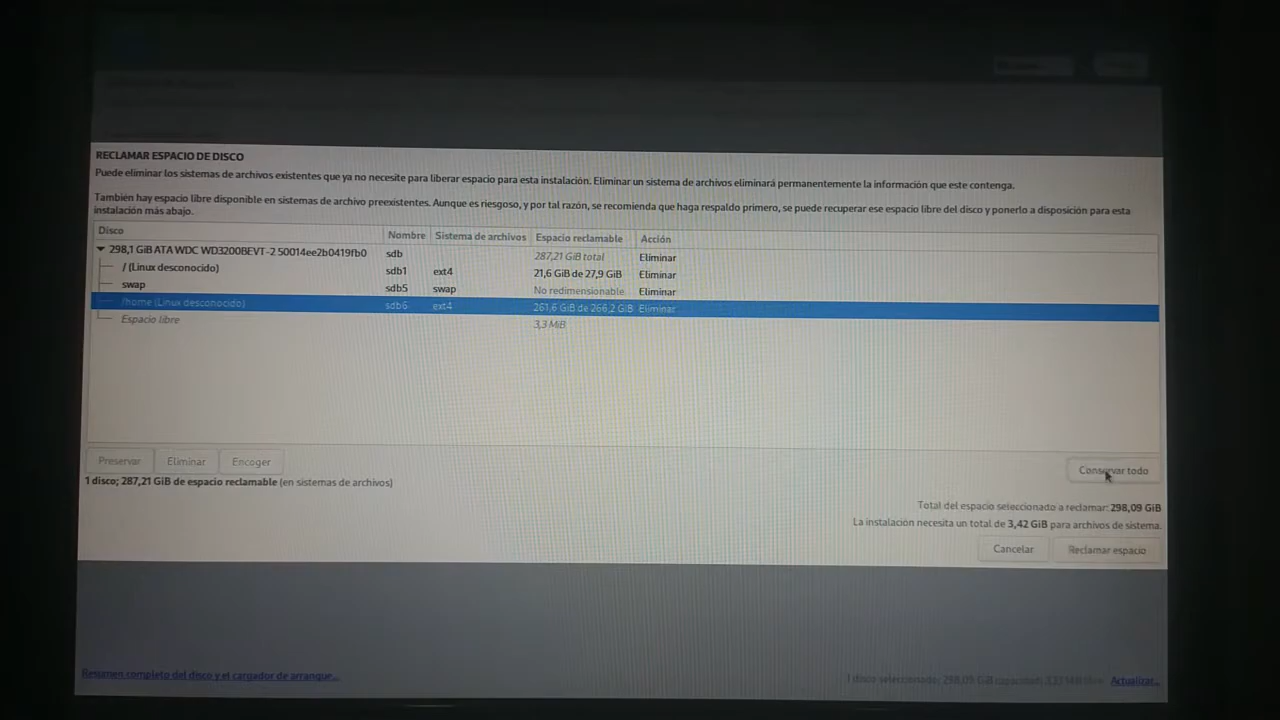 RECLAMAR ESPACIO DE DISCO
Puede eliminar los sistemas de archivos existentes que ya no necesite para liberar espacio para esta instalación. Eliminar un sistema de archivos eliminará permanentemente la información que este contenga.
También hay espacio libre disponible en sistemas de archivo preexistentes. Aunque es riesgoso, y por tal razón, se recomienda que haga respaldo primero, se puede recuperar ese espacio libre del disco y ponerlo a disposición para esta
instalación más abajo.
Disco Nombre Sistema de archivos Espacio reclamable Acción
298,1 GiB ATA WDC WD3200BEVT-2 50014ee2b0419fb0 sdb 287,21 GiB total Eliminar
/ (Linux desconocido) sdb1 ext4 21,6 GiB de 27,9 GiB Eliminar
swap sdb5 swap No redimensionable Eliminar
/home (Linux desconocido) sdb6 ext4 261,6 GiB de 266,2 GiB Eliminar
Espacio libre 3,3 MiB
Preservar Eliminar Encoger Conservar todo
1 disco; 287,21 GiB de espacio reclamable (en sistemas de archivos)
Total del espacio seleccionado a reclamar: 298,09 GiB
La instalación necesita un total de 3,42 GiB para archivos de sistema.
Cancelar Reclamar espacio
Resumen completo del disco y el cargador de arranque...
1 disco seleccionado; 298,09 GiB capacidad; libre Actualizar...